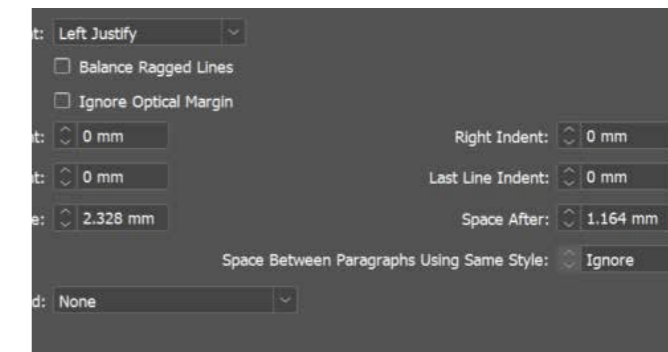 t: Left Justify
Balance Ragged Lines
Ignore Optical Margin
t: 0 mm Right Indent: 0 mm
t: 0 mm Last Line Indent: 0 mm
e: 2.328 mm Space After: 1.164 mm
Space Between Paragraphs Using Same Style: Ignore
d: None